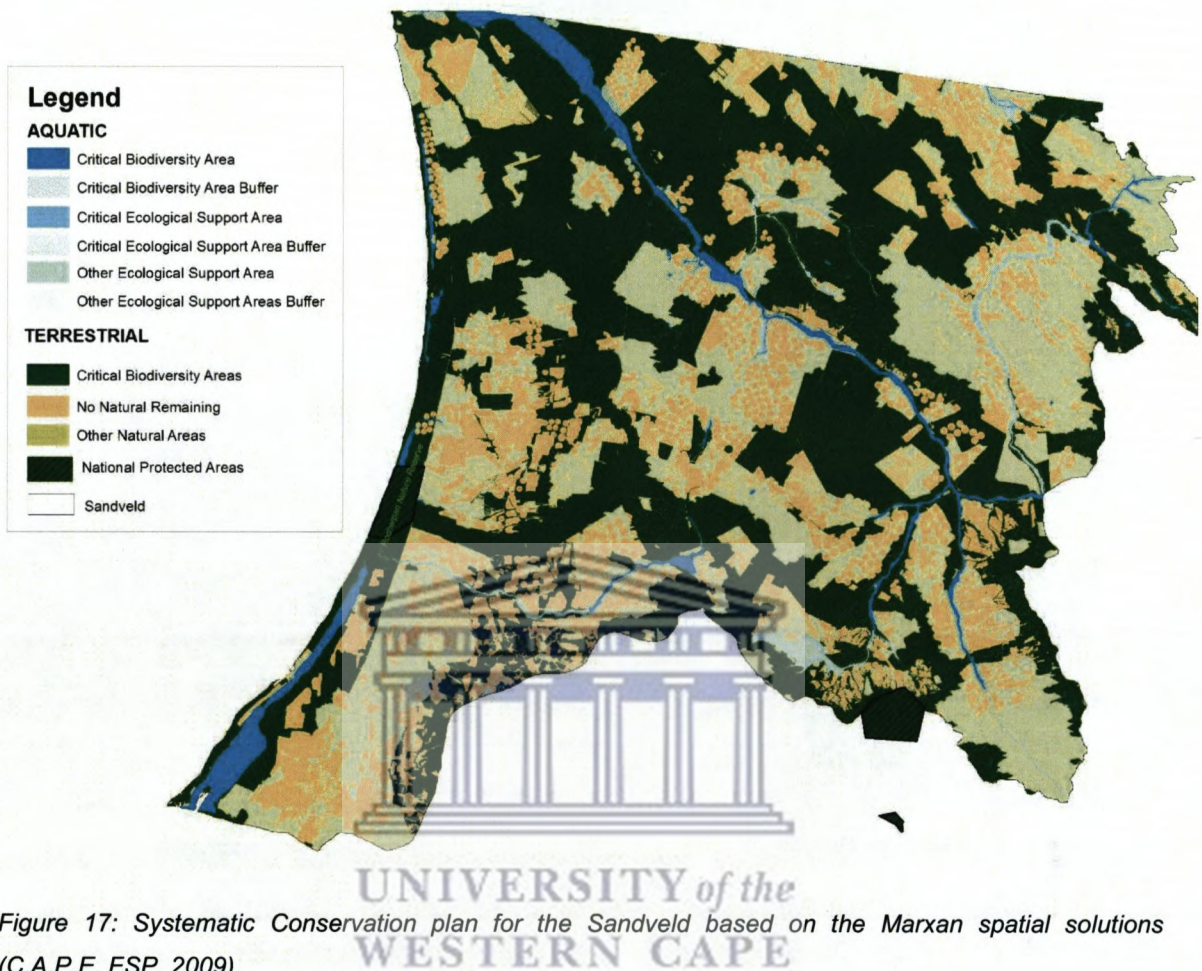 Legend
AQUATIC
Critical Biodiversity Area
Critical Biodiversity Area Buffer
Critical Ecological Support Area
Critical Ecological Support Area Buffer
Other Ecological Support Area
Other Ecological Support Areas Buffer
TERRESTRIAL
Critical Biodiversity Areas
No Natural Remaining
Other Natural Areas
National Protected Areas
Sandveld
Nature Reserve
UNIVERSITY of the
WESTERN CAPE
Figure 17: Systematic Conservation plan for the Sandveld based on the Marxan spatial solutions
(C.A.P.E. FSP, 2009)